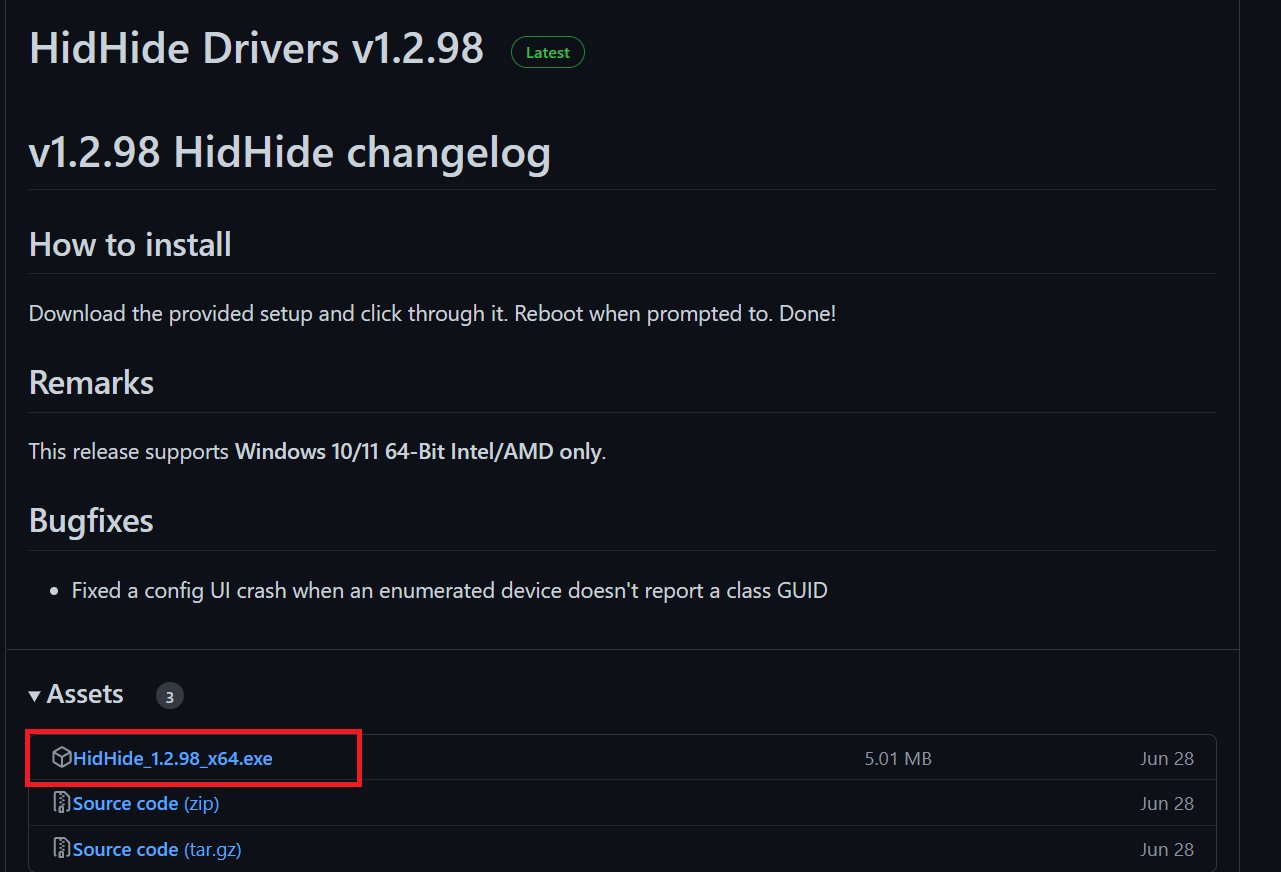 HidHide Drivers v1.2.98 Latest
v1.2.98 HidHide changelog
How to install
Download the provided setup and click through it. Reboot when prompted to. Done!
Remarks
This release supports Windows 10/11 64-Bit Intel/AMD only.
Bugfixes
Fixed a config UI crash when an enumerated device doesn't report a class GUID
Assets 3
HidHide_1.2.98_x64.exe 5.01 MB Jun 28
Source code (zip) Jun 28
Source code (tar.gz) Jun 28